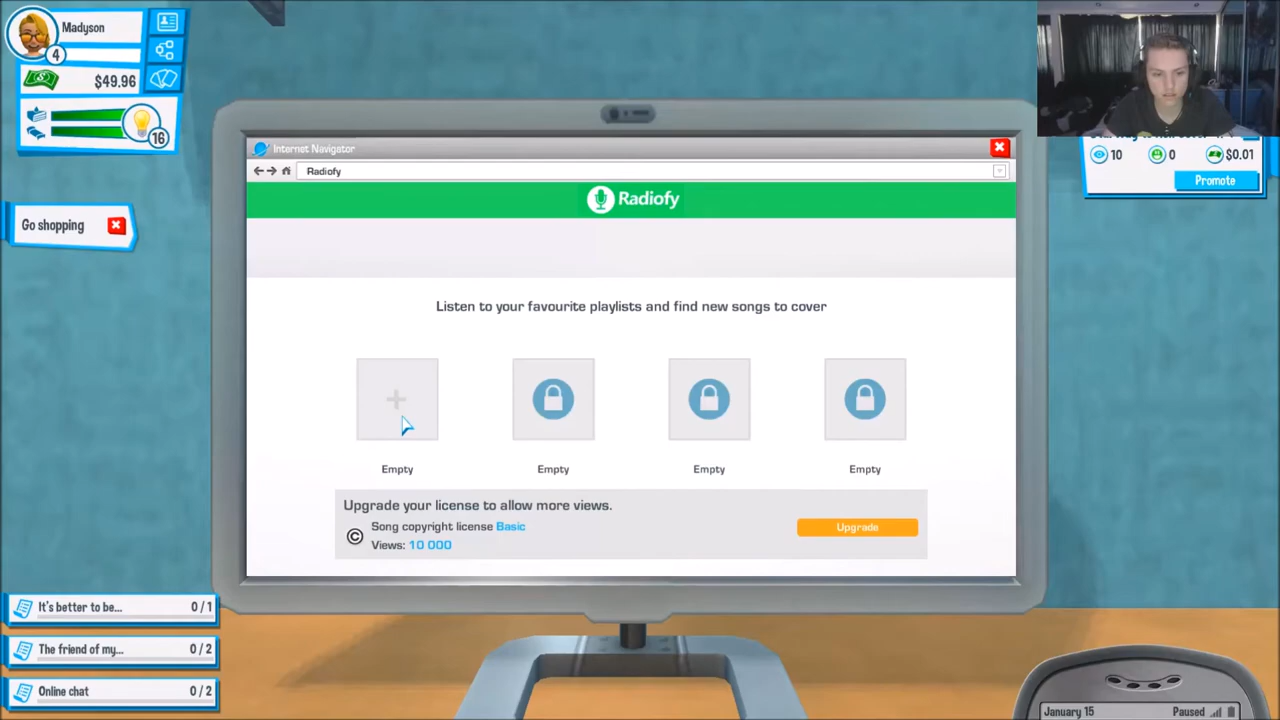 Madyson
4
$49.96
16
Go shopping
Internet Navigator
Radiofy
Radiofy
Listen to your favourite playlists and find new songs to cover
Empty
Empty
Empty
Empty
Upgrade your license to allow more views.
© Song copyright license Basic
Views: 10 000
Upgrade
10 0 $0.01
Promote
It's better to be... 0/1
The friend of my... 0/2
Online chat 0/2
January 15 Paused